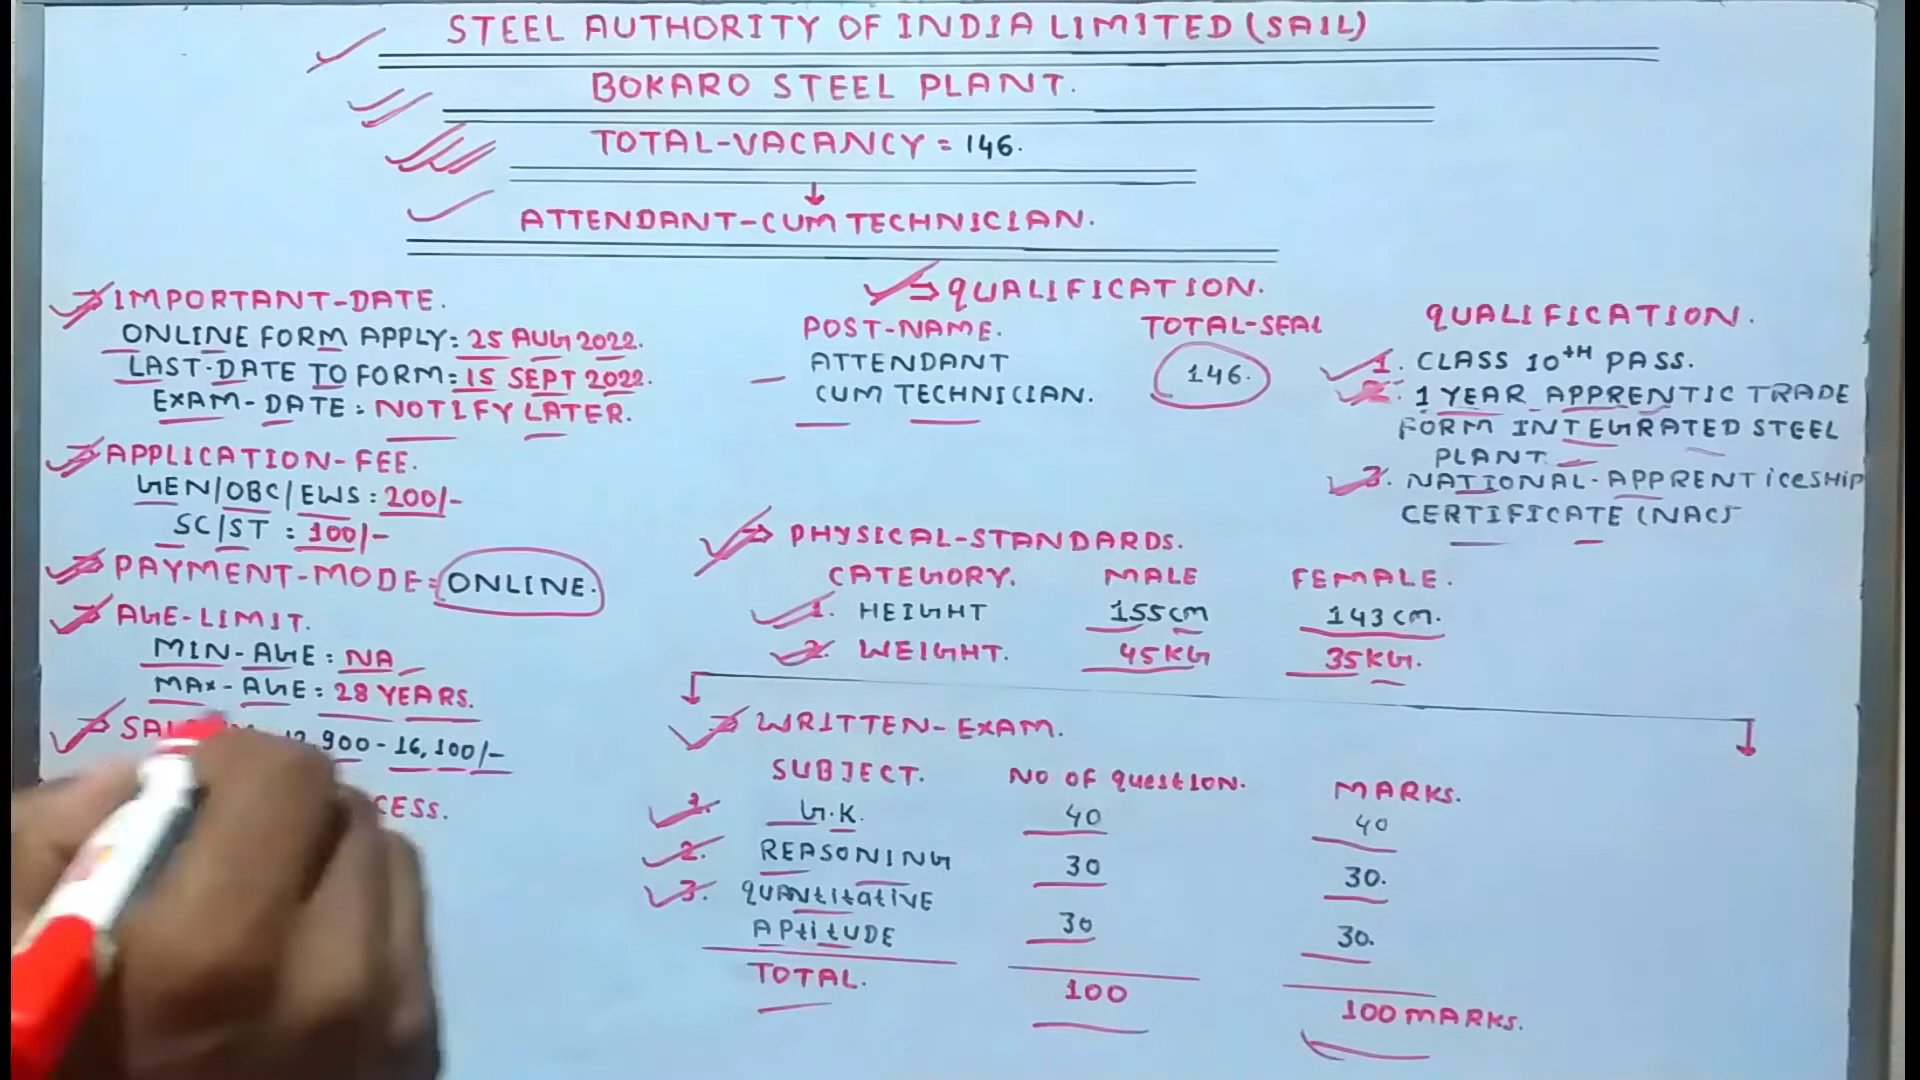 STEEL AUTHORITY OF INDIA LIMITED (SAIL)
BOKARO STEEL PLANT.
TOTAL-VACANCY = 146.
ATTENDANT-CUM TECHNICIAN.
⇒ IMPORTANT-DATE.
ONLINE FORM APPLY: 25 AUG 2022.
LAST-DATE TO FORM: 15 SEPT 2022.
EXAM-DATE: NOTIFY LATER.
⇒ APPLICATION-FEE.
GEN/OBC/EWS: 200/-
SC/ST : 100/-
⇒ PAYMENT-MODE: ONLINE.
⇒ AGE-LIMIT.
MIN-AGE: NA
MAX-AGE: 28 YEARS.
900 - 16,100/-
CESS.
⇒ QUALIFICATION.
POST-NAME. TOTAL-SEAL QUALIFICATION.
ATTENDANT
CUM TECHNICIAN. 146.
1. CLASS 10TH PASS.
2. 1 YEAR APPRENTIC TRADE
FORM INTEGRATED STEEL
PLANT.
3. NATIONAL-APPRENTICESHIP
CERTIFICATE (NAC)
⇒ PHYSICAL-STANDARDS.
CATEGORY. MALE FEMALE.
1. HEIGHT 155CM 143CM.
2. WEIGHT. 45KG 35KG.
⇒ WRITTEN-EXAM.
SUBJECT. NO OF QUESTION. MARKS.
1. G.K. 40 40
2. REASONING 30 30.
3. QUANTITATIVE
APTITUDE 30 30.
TOTAL. 100 100 MARKS.